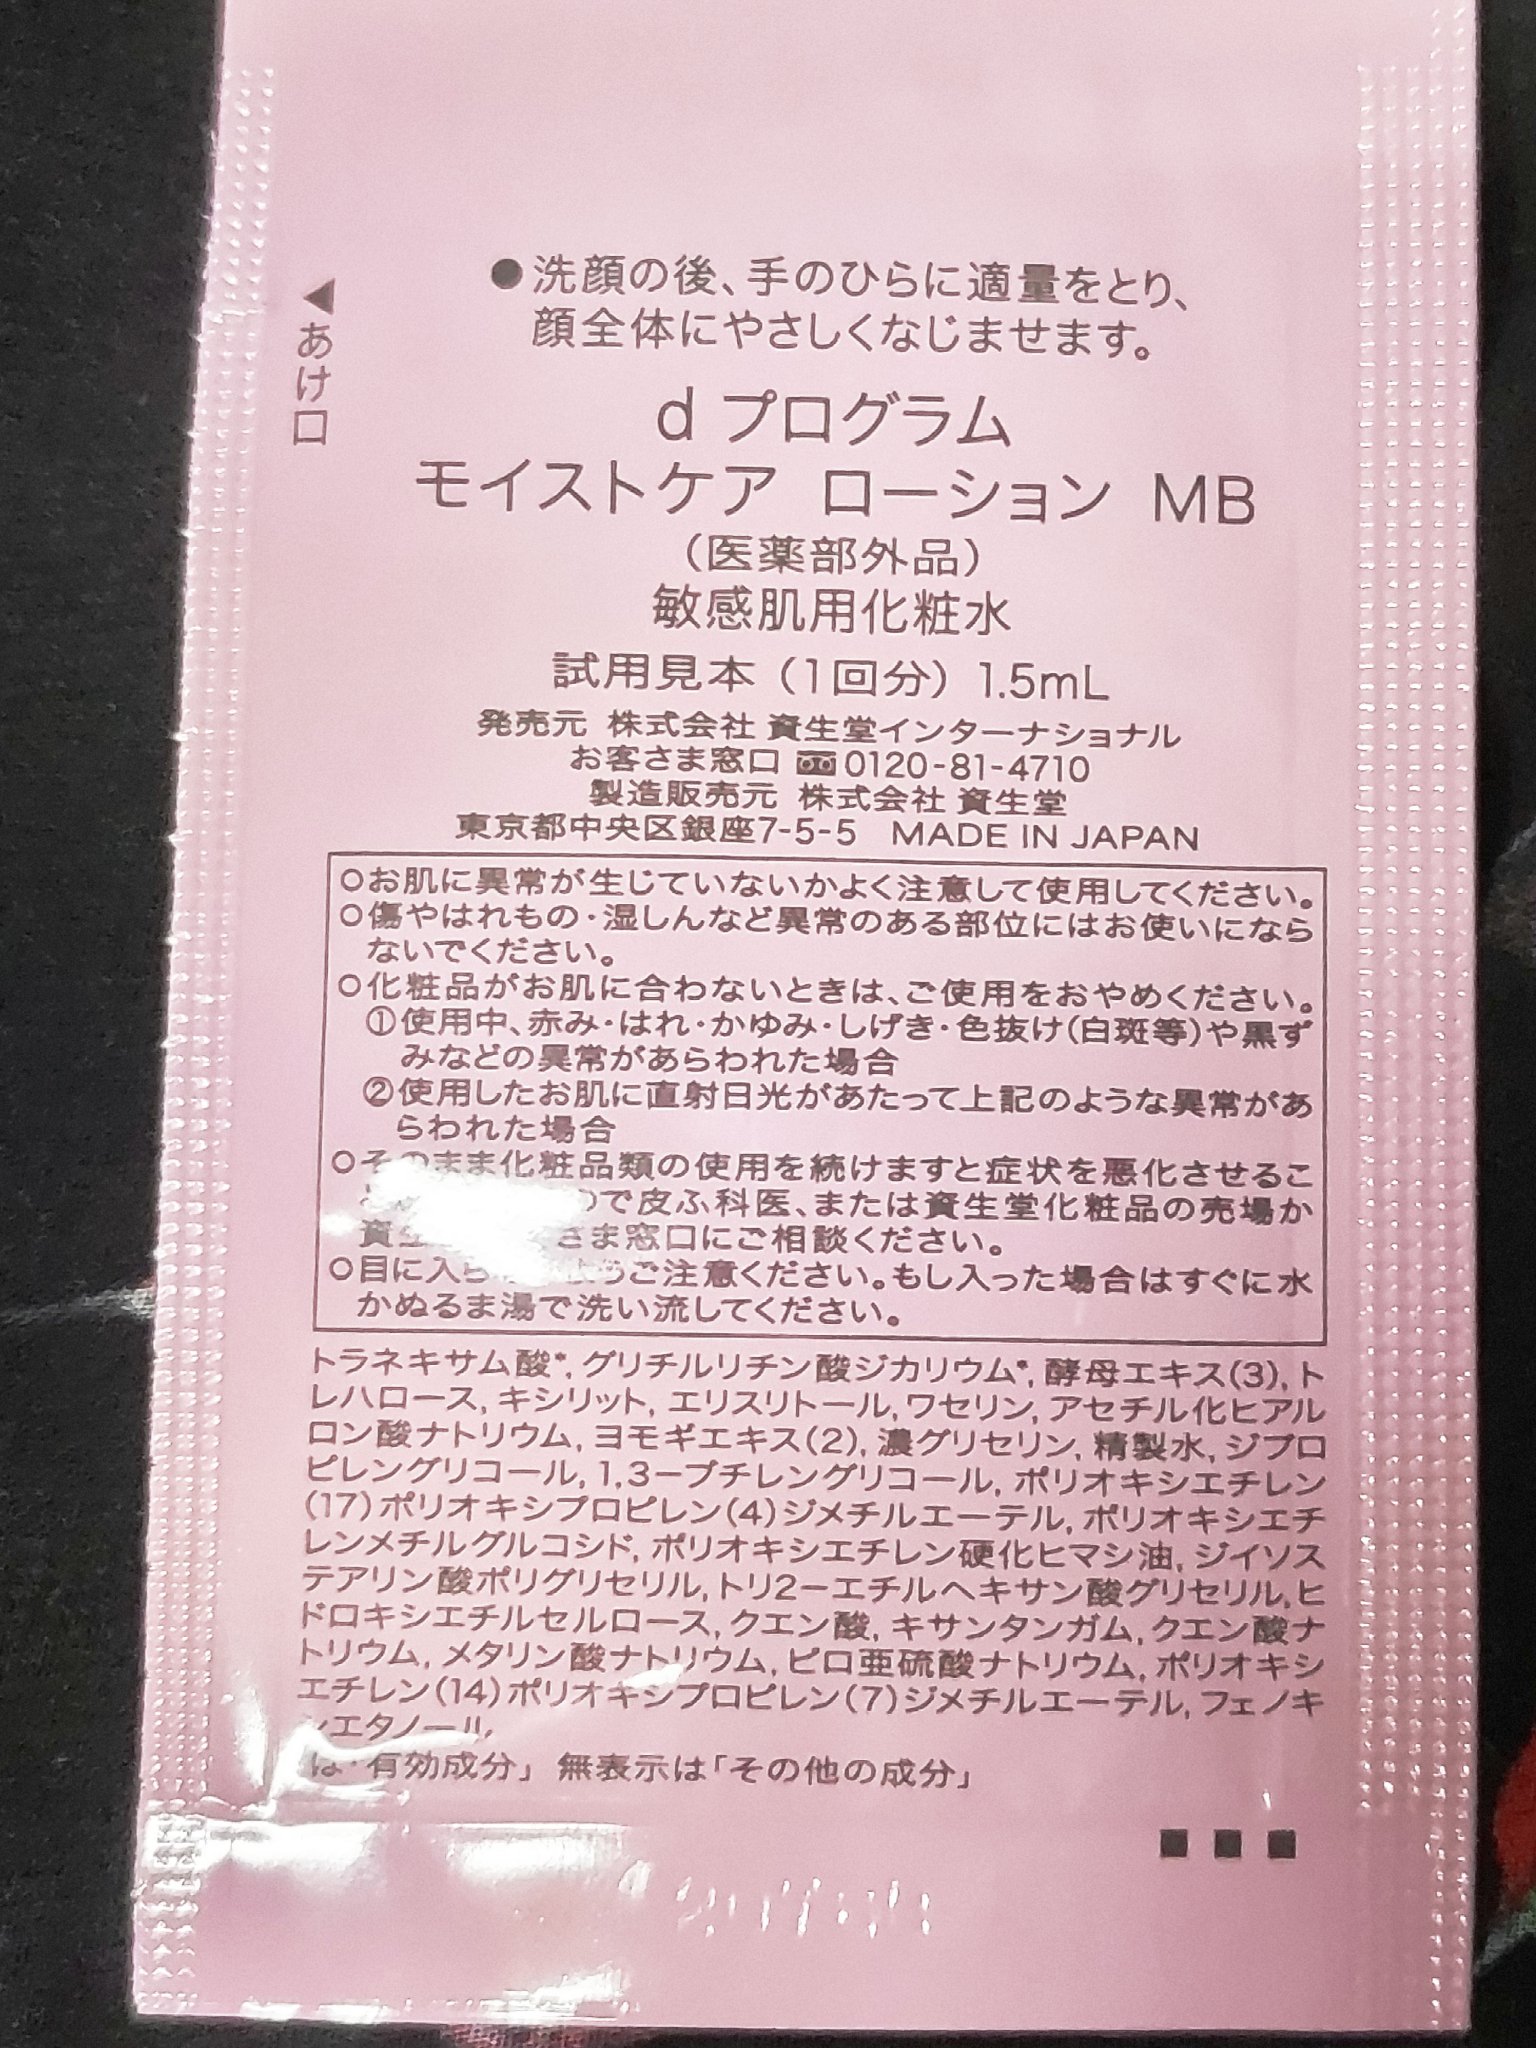 ●洗顔の後、手のひらに適量をとり、
顔全体にやさしくなじませます。
◀あけ口
d プログラム
モイストケア ローション MB
(医薬部外品)
敏感肌用化粧水
試用見本 (1回分) 1.5mL
発売元 株式会社 資生堂インターナショナル
お客さま窓口 0120-81-4710
製造販売元 株式会社 資生堂
東京都中央区銀座7-5-5 MADE IN JAPAN
○お肌に異常が生じていないかよく注意して使用してください。
○傷やはれもの・湿しんなど異常のある部位にはお使いになら
ないでください。
○化粧品がお肌に合わないときは、ご使用をおやめください。
①使用中、赤み・はれ・かゆみ・しげき・色抜け(白斑等)や黒ず
みなどの異常があらわれた場合
②使用したお肌に直射日光があたって上記のような異常があ
らわれた場合
○そのまま化粧品類の使用を続けますと症状を悪化させるこ
ので皮ふ科医、または資生堂化粧品の売場か
資生 さま窓口にご相談ください。
○目に入ら ようご注意ください。もし入った場合はすぐに水
かぬるま湯で洗い流してください。
トラネキサム酸*, グリチルリチン酸ジカリウム*, 酵母エキス(3), ト
レハロース, キシリット, エリスリトール, ワセリン, アセチル化ヒアル
ロン酸ナトリウム, ヨモギエキス(2), 濃グリセリン, 精製水, ジプロ
ピレングリコール, 1,3-ブチレングリコール, ポリオキシエチレン
(17)ポリオキシプロピレン(4)ジメチルエーテル, ポリオキシエチ
レンメチルグルコシド, ポリオキシエチレン硬化ヒマシ油, ジイソス
テアリン酸ポリグリセリル, トリ2-エチルヘキサン酸グリセリル, ヒ
ドロキシエチルセルロース, クエン酸, キサンタンガム, クエン酸ナ
トリウム, メタリン酸ナトリウム, ピロ亜硫酸ナトリウム, ポリオキシ
エチレン(14)ポリオキシプロピレン(7)ジメチルエーテル, フェノキ
シエタノール
は「有効成分」 無表示は「その他の成分」